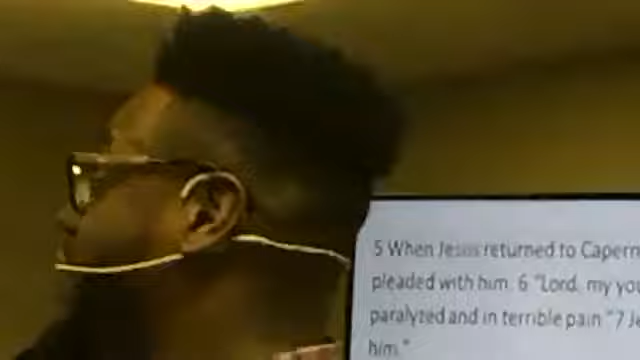 5 When Jesus returned to Capern
pleaded with him. 6 "Lord, my you
paralyzed and in terrible pain." 7 Je
him."